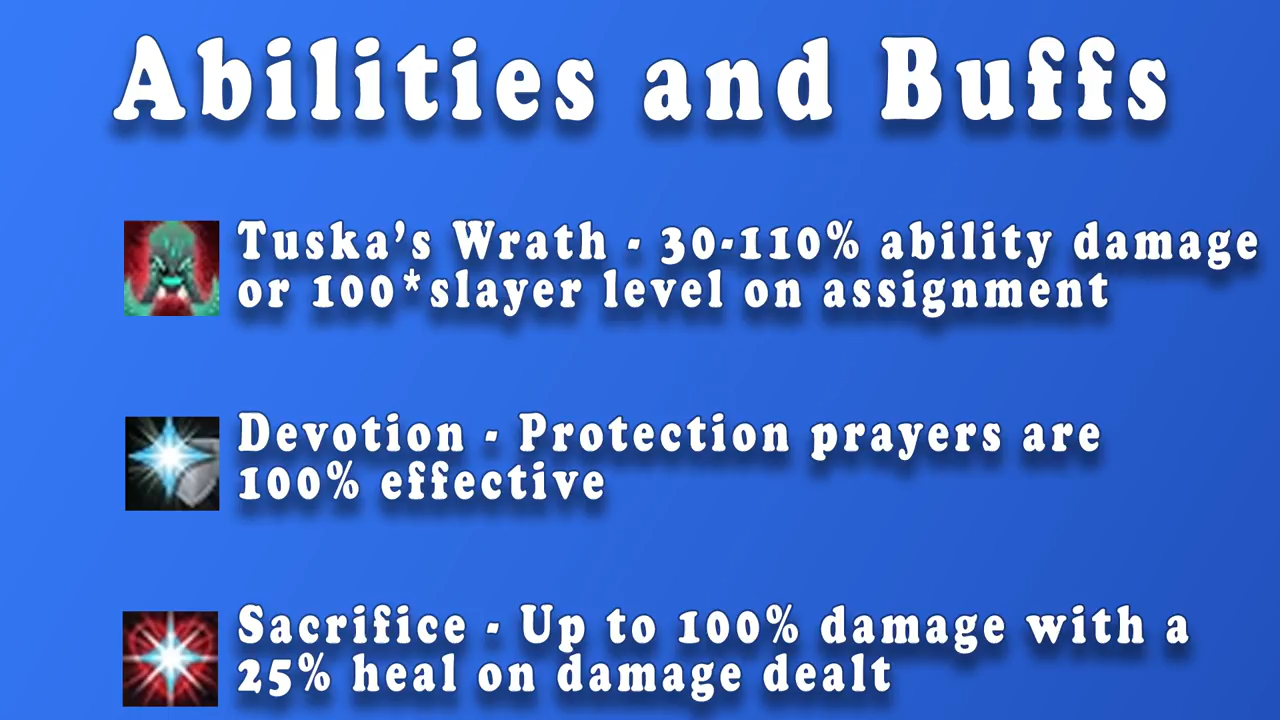 Abilities and Buffs
Tuska's Wrath - 30-110% ability damage
or 100*slayer level on assignment
Devotion - Protection prayers are
100% effective
Sacrifice - Up to 100% damage with a
25% heal on damage dealt